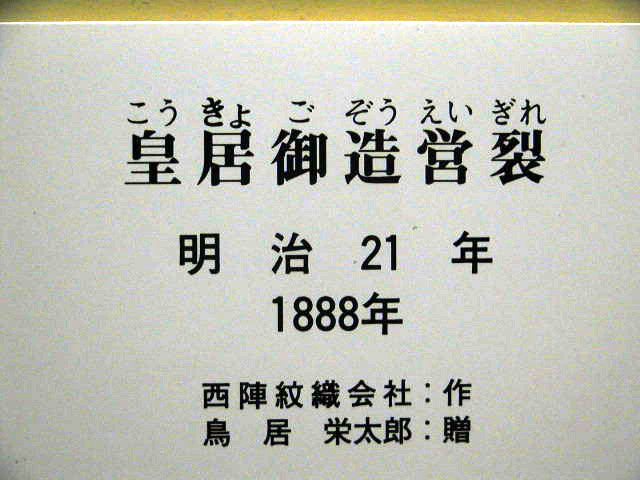 こうきょごぞうえいぎれ
皇居御造営裂
明治21年
1888年
西陣紋織会社：作
鳥居 栄太郎：贈